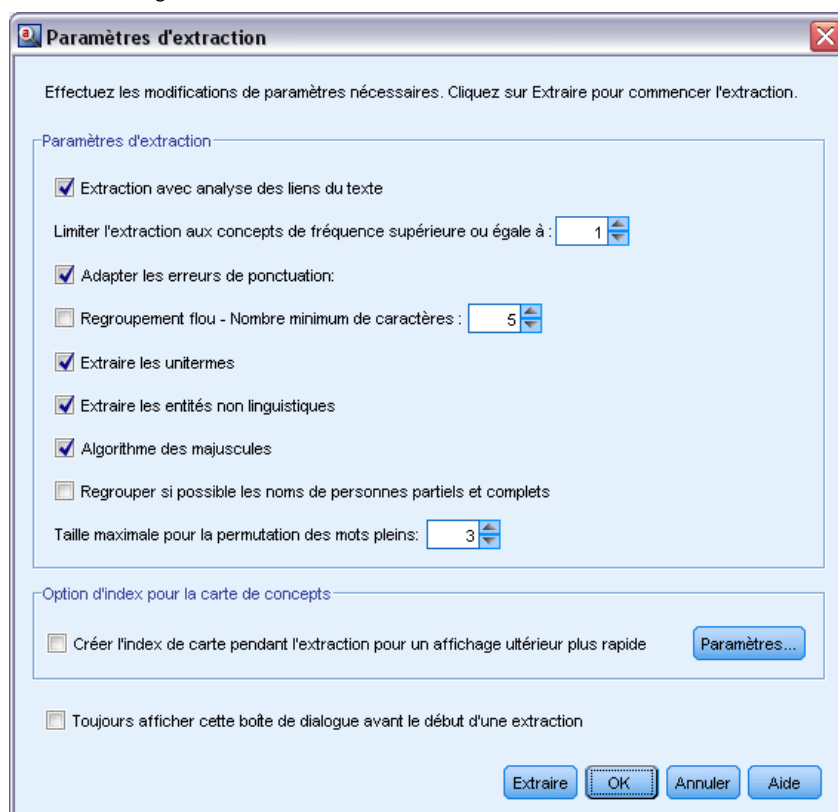 Paramètres d'extraction
Effectuez les modifications de paramètres nécessaires. Cliquez sur Extraire pour commencer l'extraction.
Paramètres d'extraction
Extraction avec analyse des liens du texte
Limiter l'extraction aux concepts de fréquence supérieure ou égale à : 1
Adapter les erreurs de ponctuation:
Regroupement flou - Nombre minimum de caractères : 5
Extraire les unitermes
Extraire les entités non linguistiques
Algorithme des majuscules
Regrouper si possible les noms de personnes partiels et complets
Taille maximale pour la permutation des mots pleins: 3
Option d'index pour la carte de concepts
Créer l'index de carte pendant l'extraction pour un affichage ultérieur plus rapide Paramètres...
Toujours afficher cette boîte de dialogue avant le début d'une extraction
Extraire OK Annuler Aide